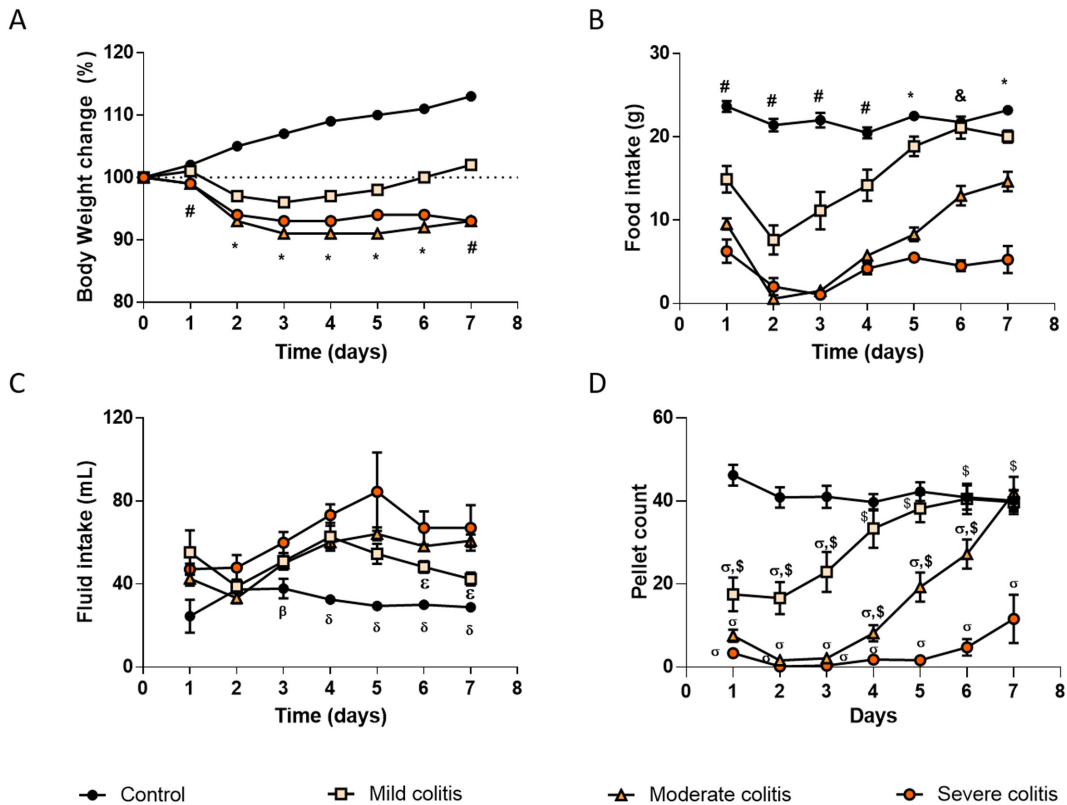 A
Body Weight change (%)
120
110
100
90
80
#
*
*
*
*
*
#
0 1 2 3 4 5 6 7 8
Time (days)
B
Food intake (g)
30
20
10
0
# # # # * & *
0 1 2 3 4 5 6 7 8
Time (days)
C
Fluid intake (mL)
120
80
40
0
ε ε
β δ δ δ δ
0 1 2 3 4 5 6 7 8
Time (days)
D
Pellet count
60
40
20
0
$ $
$ $
σ,$ σ,$ σ,$ σ,$ σ,$ σ,$
σ σ σ σ σ σ σ σ σ σ
0 1 2 3 4 5 6 7 8
Days
Control Mild colitis Moderate colitis Severe colitis